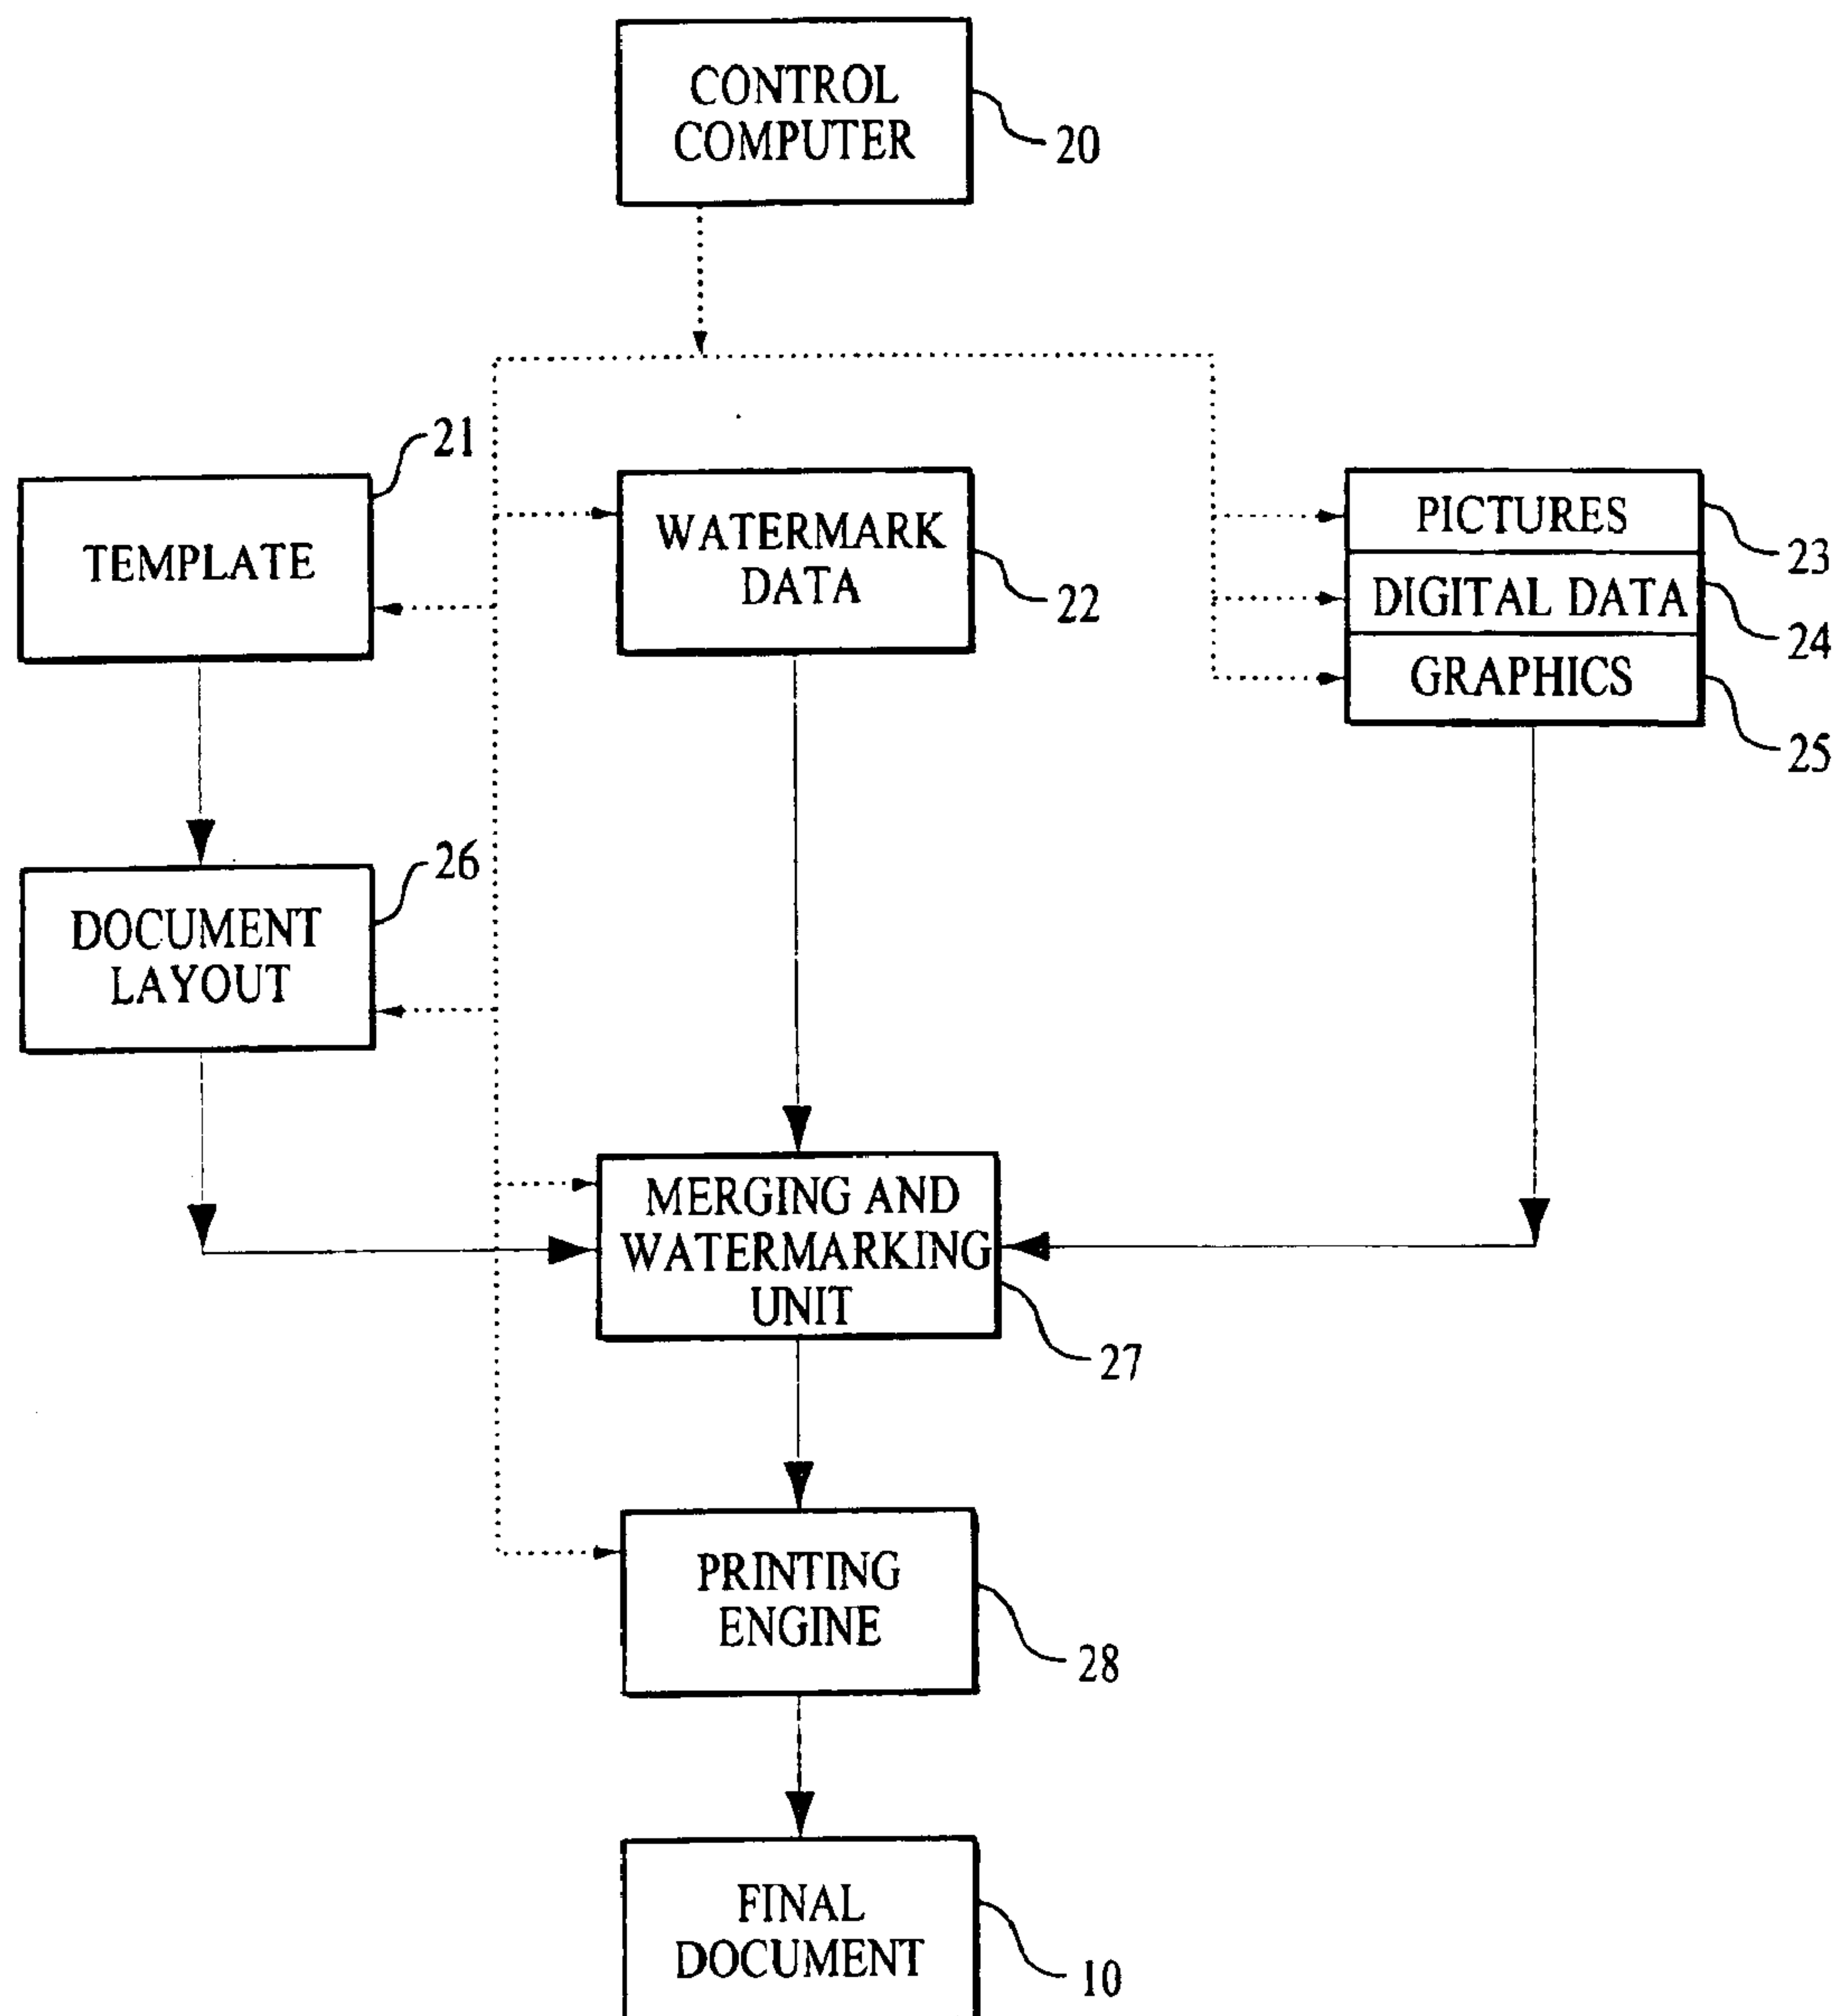 CONTROL
COMPUTER
20
21
TEMPLATE
WATERMARK
DATA
22
PICTURES
23
DIGITAL DATA
24
GRAPHICS
25
26
DOCUMENT
LAYOUT
MERGING AND
WATERMARKING
UNIT
27
PRINTING
ENGINE
28
FINAL
DOCUMENT
10